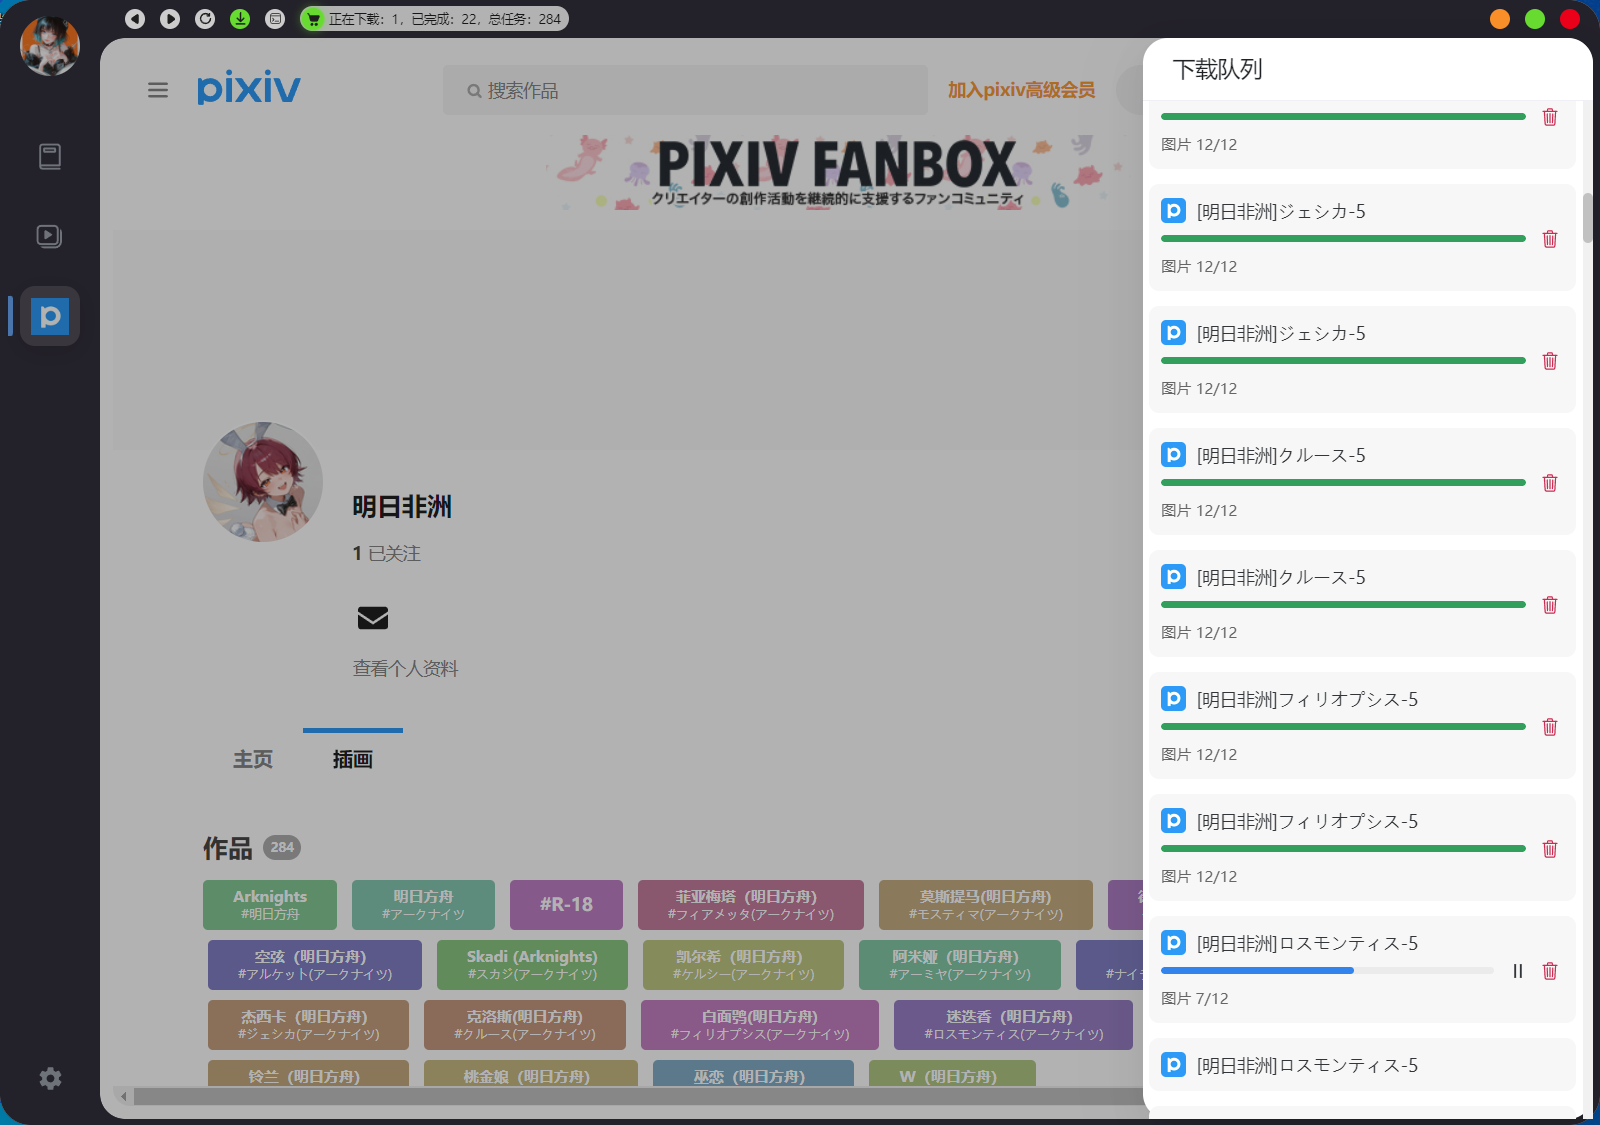 正在下载：1，已完成：22，总任务：284
pixiv
搜索作品
加入pixiv高级会员
PIXIV FANBOX
クリエイターの創作活動を継続的に支援するファンコミュニティ
明日非洲
1 已关注
查看个人资料
主页
插画
作品 284
Arknights
#明日方舟
明日方舟
#アークナイツ
#R-18
菲亚梅塔（明日方舟）
#フィアメッタ(アークナイツ)
莫斯提马(明日方舟)
#モスティマ(アークナイツ)
空弦（明日方舟）
#アルケット(アークナイツ)
Skadi (Arknights)
#スカジ(アークナイツ)
凯尔希（明日方舟）
#ケルシー(アークナイツ)
阿米娅（明日方舟）
#アーミヤ(アークナイツ)
#ナイ
杰西卡（明日方舟）
#ジェシカ(アークナイツ)
克洛斯(明日方舟)
#クルース(アークナイツ)
白面鸮(明日方舟)
#フィリオプシス(アークナイツ)
迷迭香（明日方舟）
#ロスモンティス(アークナイツ)
铃兰（明日方舟）
桃金娘（明日方舟）
巫恋（明日方舟）
W（明日方舟）
下载队列
图片 12/12
[明日非洲]ジェシカ-5
图片 12/12
[明日非洲]ジェシカ-5
图片 12/12
[明日非洲]クルース-5
图片 12/12
[明日非洲]クルース-5
图片 12/12
[明日非洲]フィリオプシス-5
图片 12/12
[明日非洲]フィリオプシス-5
图片 12/12
[明日非洲]ロスモンティス-5
图片 7/12
[明日非洲]ロスモンティス-5